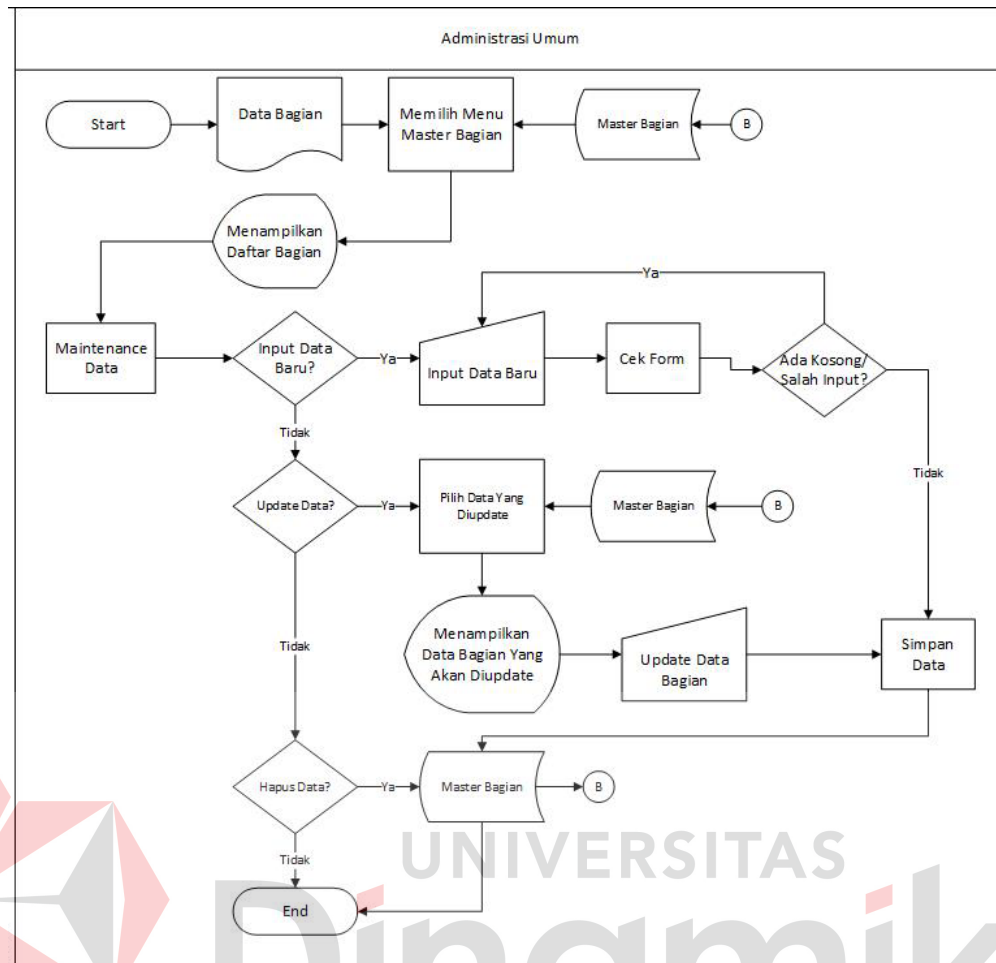 Administrasi Umum
Start
Data Bagian
Memilih Menu
Master Bagian
Master Bagian
B
Menampilkan
Daftar Bagian
Ya
Maintenance
Data
Input Data
Baru?
Ya
Input Data Baru
Cek Form
Ada Kosong/
Salah Input?
Tidak
Tidak
Update Data?
Ya
Pilih Data Yang
Diupdate
Master Bagian
B
Tidak
Menampilkan
Data Bagian Yang
Akan Diupdate
Update Data
Bagian
Simpan
Data
Hapus Data?
Ya
Master Bagian
B
Tidak
End
UNIVERSITAS
Dinamik